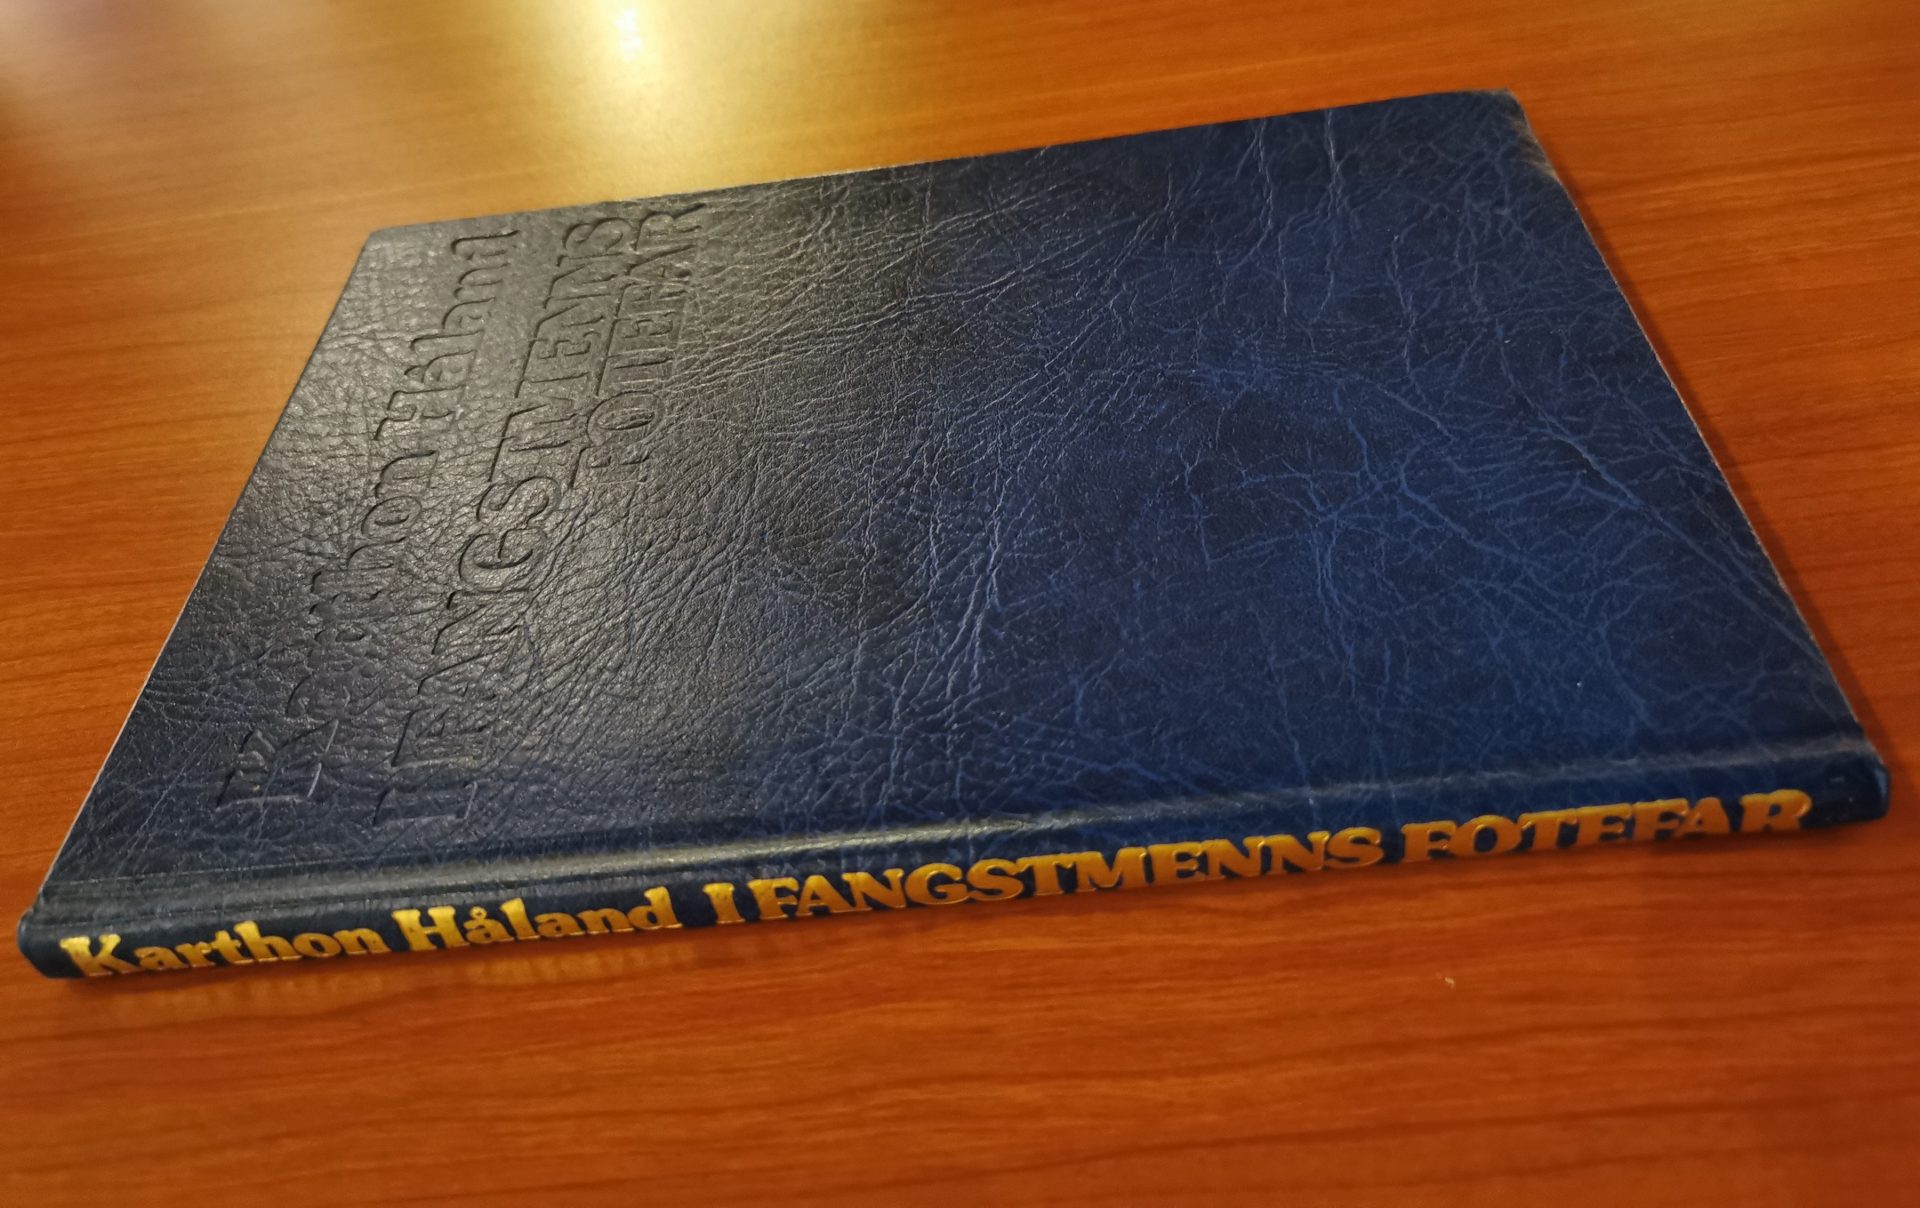 Karthon Håland
I FANGSTMENNS
FOTEFAR
Karthon Håland I FANGSTMENNS FOTEFAR